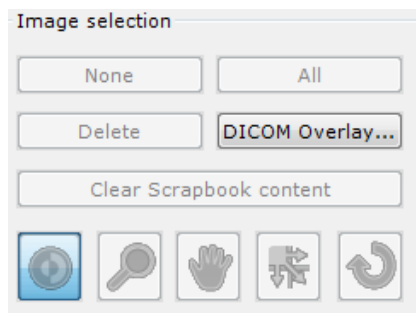 Image selection
None
All
Delete
DICOM Overlay...
Clear Scrapbook content